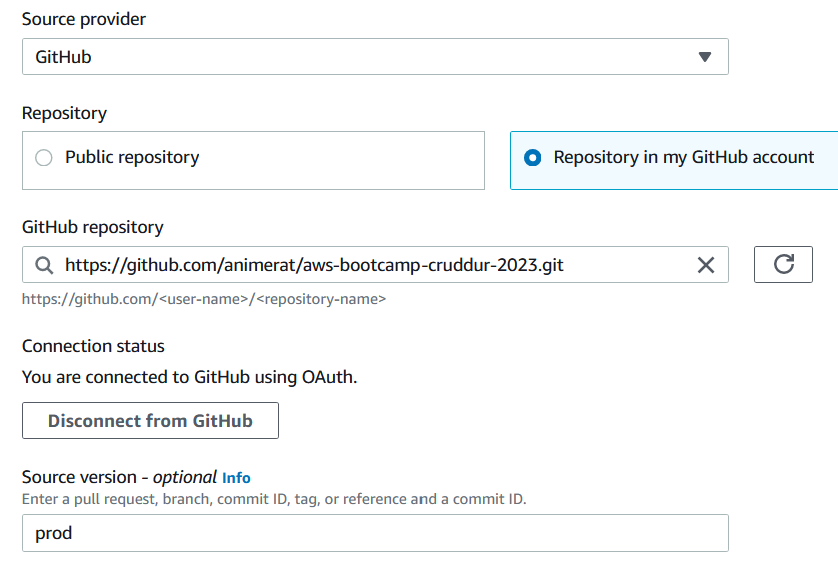 Source provider
GitHub
Repository
Public repository
Repository in my GitHub account
GitHub repository
https://github.com/animerat/aws-bootcamp-cruddur-2023.git
https://github.com/<user-name>/<repository-name>
Connection status
You are connected to GitHub using OAuth.
Disconnect from GitHub
Source version - optional Info
Enter a pull request, branch, commit ID, tag, or reference and a commit ID.
prod